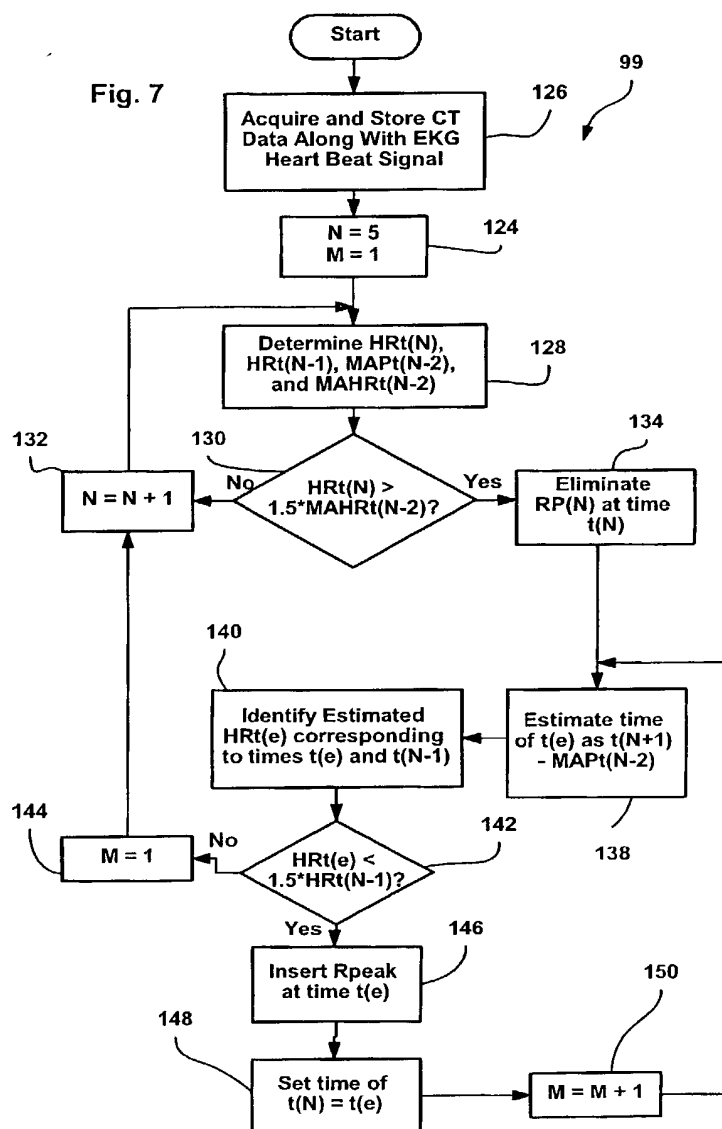 Start
Fig. 7
99
Acquire and Store CT
Data Along With EKG
Heart Beat Signal
126
N = 5
M = 1
124
Determine HRt(N),
HRt(N-1), MAPt(N-2),
and MAHRt(N-2)
128
132
N = N + 1
130
No
HRt(N) >
1.5*MAHRt(N-2)?
Yes
134
Eliminate
RP(N) at time
t(N)
140
Identify Estimated
HRt(e) corresponding
to times t(e) and t(N-1)
Estimate time
of t(e) as t(N+1)
- MAPt(N-2)
138
144
M = 1
No
HRt(e) <
1.5*HRt(N-1)?
142
Yes
Insert Rpeak
at time t(e)
146
148
Set time of
t(N) = t(e)
150
M = M + 1